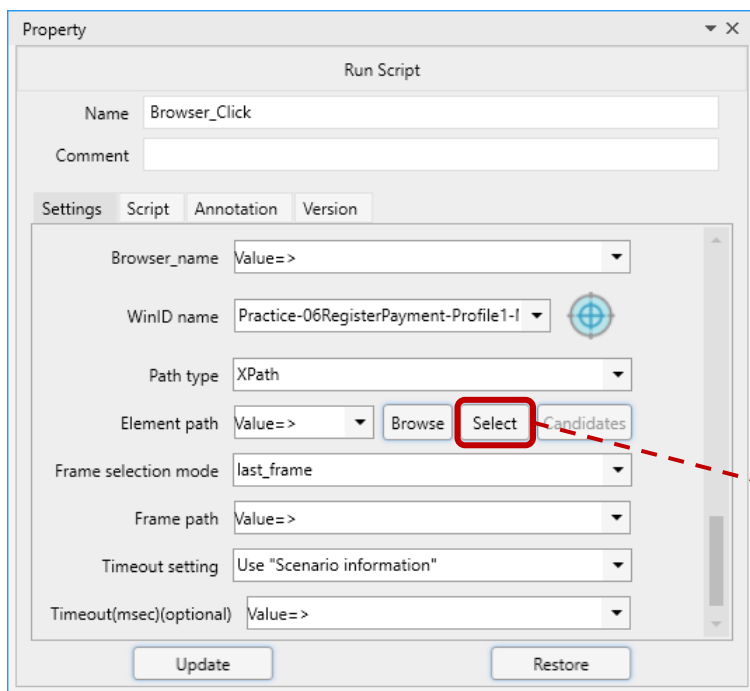 Property
Run Script
Name Browser_Click
Comment
Settings Script Annotation Version
Browser_name Value=>
WinID name Practice-06RegisterPayment-Profile1-
Path type XPath
Element path Value=> Browse Select Candidates
Frame selection mode last_frame
Frame path Value=>
Timeout setting Use "Scenario information"
Timeout(msec)(optional) Value=>
Update Restore